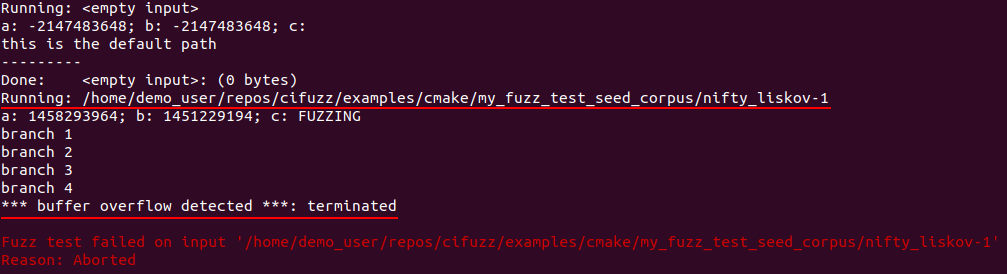 Running: <empty input>
a: -2147483648; b: -2147483648; c:
this is the default path
---------
Done:    <empty input>: (0 bytes)
Running: /home/demo_user/repos/cifuzz/examples/cmake/my_fuzz_test_seed_corpus/nifty_liskov-1
a: 1458293964; b: 1451229194; c: FUZZING
branch 1
branch 2
branch 3
branch 4
*** buffer overflow detected ***: terminated
Fuzz test failed on input '/home/demo_user/repos/cifuzz/examples/cmake/my_fuzz_test_seed_corpus/nifty_liskov-1'
Reason: Aborted